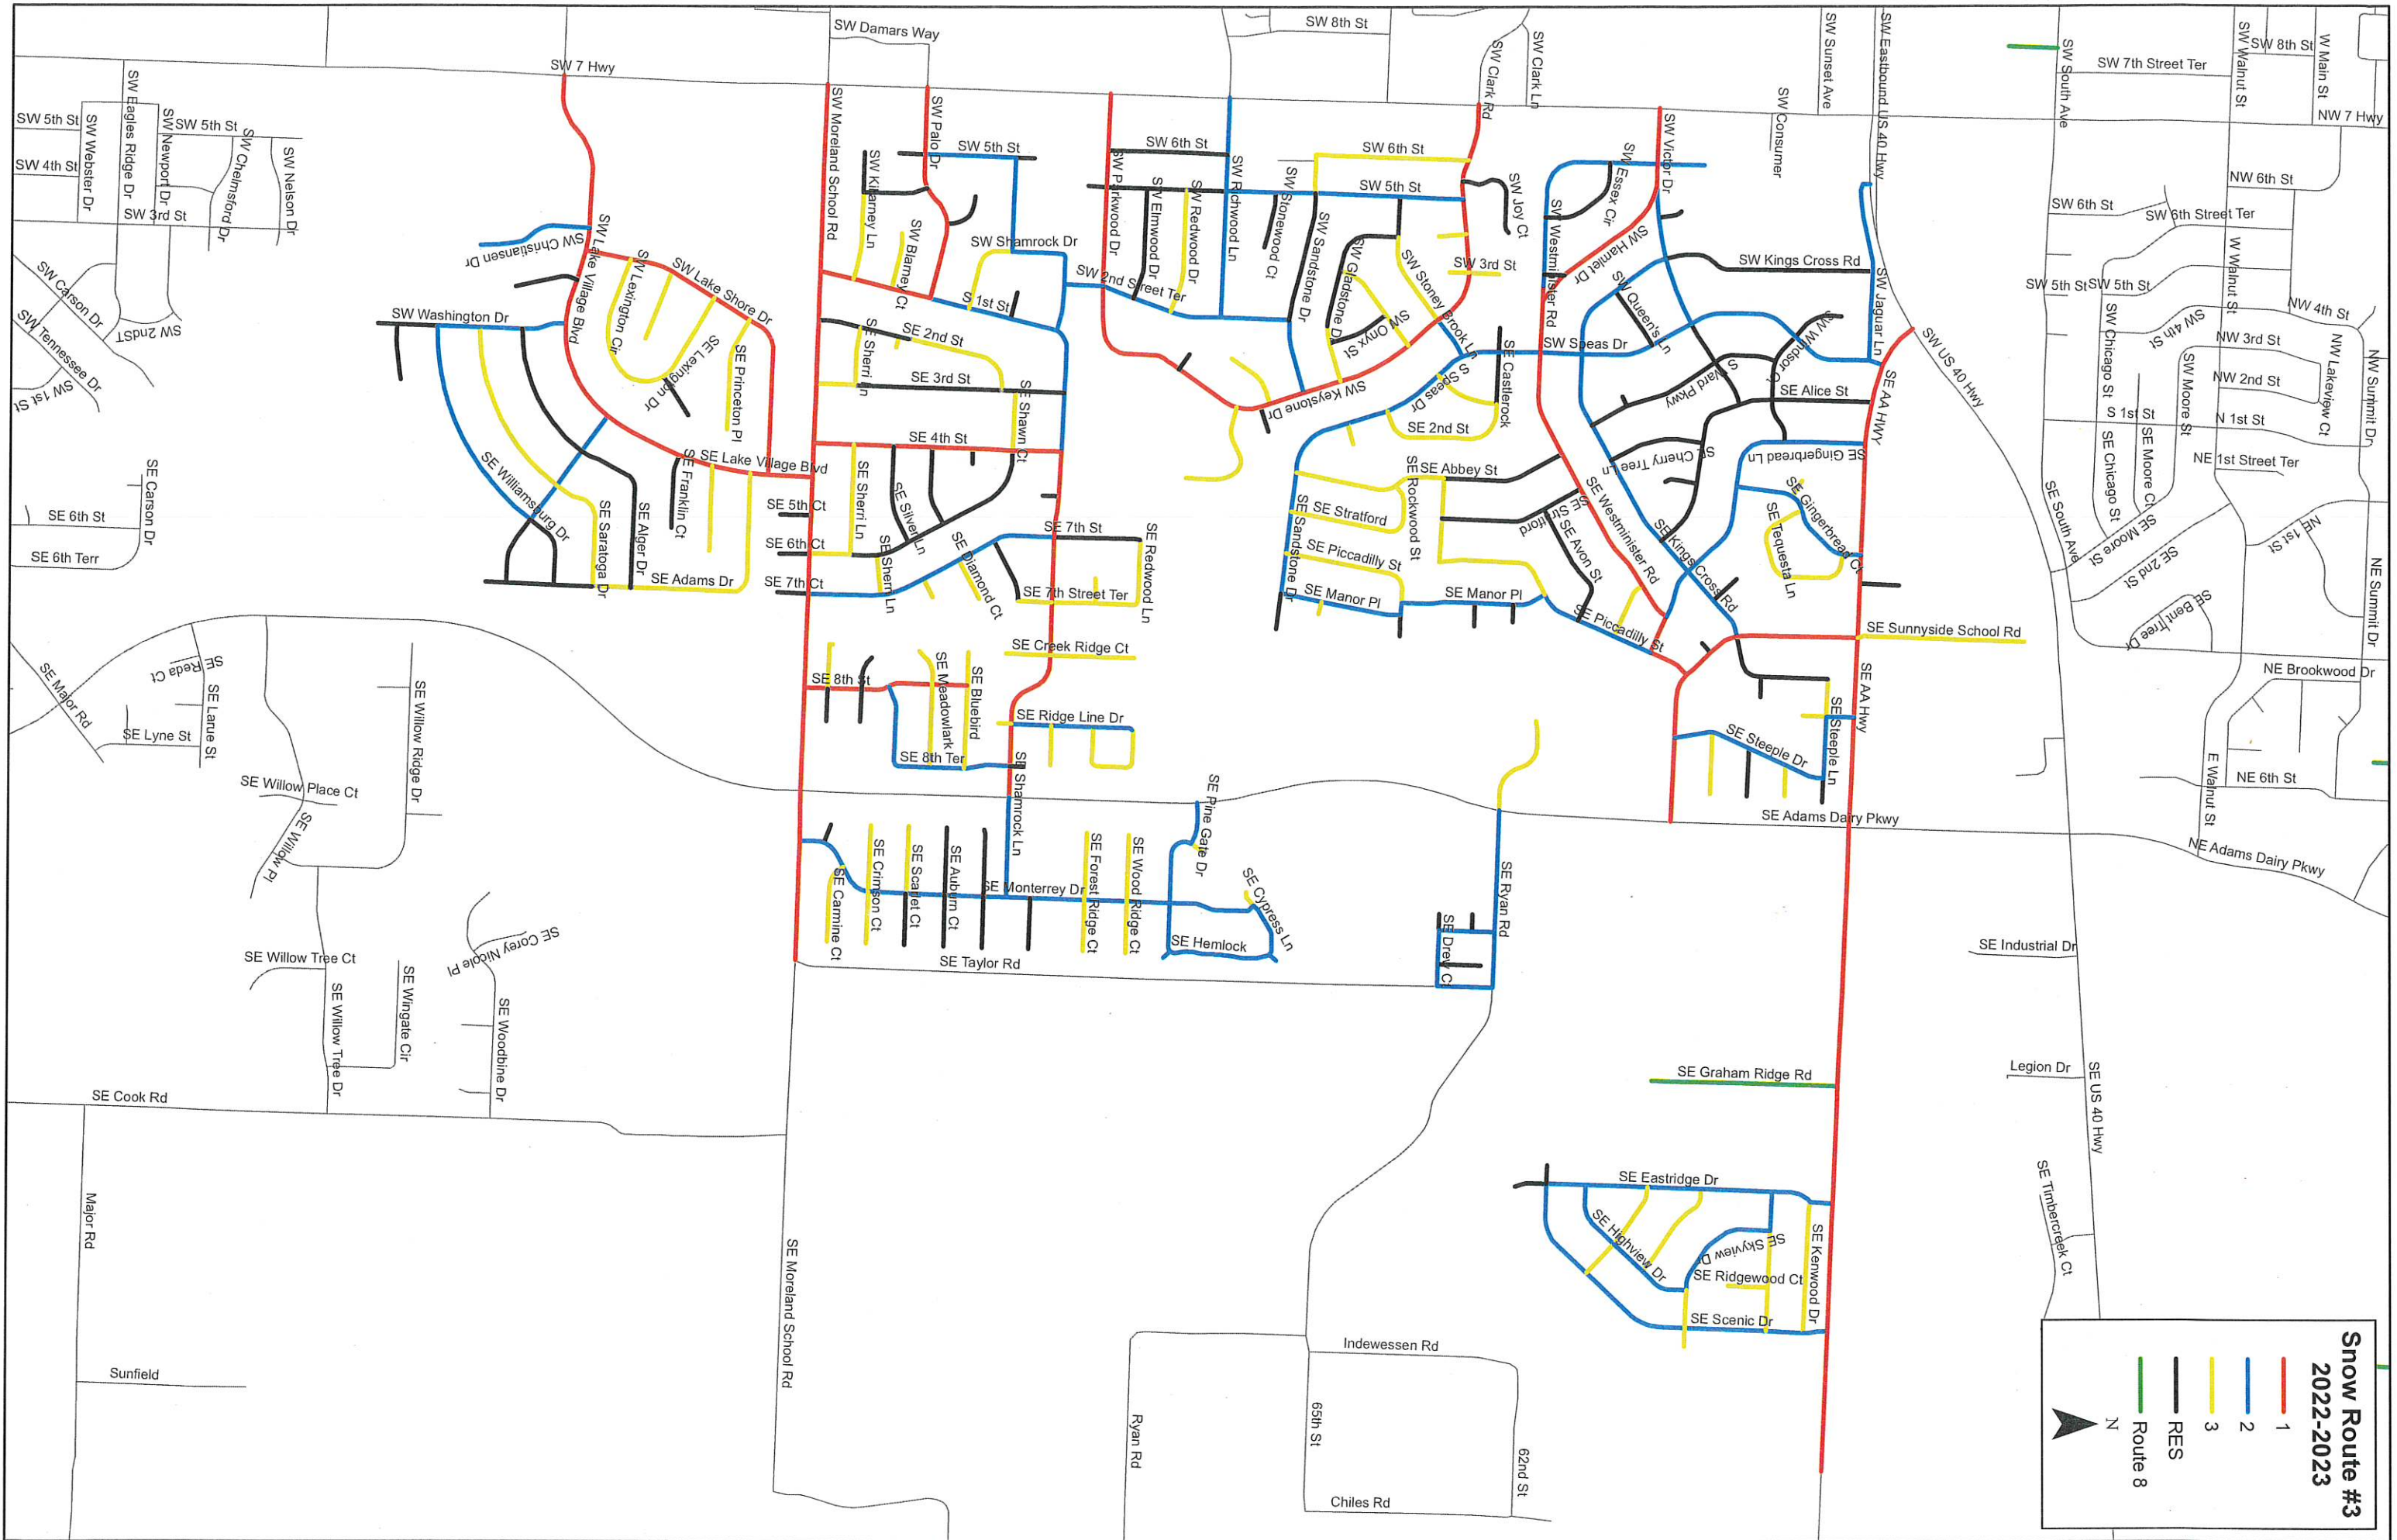 SW 8th St
SW Damars Way
SW Clark Ln
SW Clark Rd
SW Sunset Ave
SW Eastbound US 40 Hwy
SW South Ave
SW 7th Street Ter
SW Walnut St
SW 8th St
W Main St
NW 7 Hwy
SW 7 Hwy
SW Consumer
SW Eagles Ridge Dr
SW 5th St
SW Webster Dr
SW Newport Dr
SW 5th St
SW Chelmsford Dr
SW Nelson Dr
SW 4th St
SW 3rd St
SW Carson Dr
SW 2ndST
SW Tennessee Dr
SW 1st St
SW Moreland School Rd
SW Palo Dr
SW 5th St
SW Kilarney Ln
SW Blarney Ct
SW Shamrock Dr
S 1st St
SW 6th St
SW Parkwood Dr
SW Elmwood Dr
SW Redwood Dr
SW Richwood Ln
SW Stonewood Ct
SW 2nd Street Ter
SW 6th St
SW 5th St
SW Sandstone Dr
SW Gladstone Dr
SW Stoney Brook Ln
SW Onyx St
SW Joy Ct
SW 3rd St
SW Keystone Dr
SW Victor Dr
SW Essex Cir
SW Westminister Rd
SW Hamlet Dr
SW Kings Cross Rd
SW Queen's Ln
SW Speas Dr
S Speas Dr
SW Windsor Ct
S Ward Pkwy
SW Jaguar Ln
SW US 40 Hwy
SE AA HWY
SE Alice St
SE Castlerock
SE 2nd St
SE Abbey St
SE Rockwood St
SE Stratford
SE Stratford
SE Sandstone Dr
SE Piccadilly St
SE Manor Pl
SE Manor Pl
SE Avon St
SE Piccadilly St
SE Westminister Rd
SE Cherry Tree Ln
SE Kings Cross Rd
SE Gingerbread Ln
SE Gingerbread Ct
SE Tequesta Ln
SE Sunnyside School Rd
SE AA Hwy
SE Steeple Dr
SE Steeple Ln
SE Adams Dairy Pkwy
NE Adams Dairy Pkwy
NW 6th St
SW 6th St
SW 6th Street Ter
W Walnut St
SW 5th St
SW 5th St
SW 4th St
NW 4th St
NW 3rd St
NW 2nd St
NW Lakeview Ct
NW Summit Dr
SW Chicago St
SW Moore St
S 1st St
N 1st St
SE Chicago St
SE Moore Ct
NE 1st Street Ter
NE 1st St
SE South Ave
SE Moore St
SE 2nd St
SE Bent Tree Dr
NE Summit Dr
NE Brookwood Dr
E Walnut St
NE 6th St
SW Christiansen Dr
SW Lake Village Blvd
SW Lake Shore Dr
SW Lexington Cir
SE Lexington Dr
SE Princeton Pl
SW Washington Dr
SE Lake Village Blvd
SE Franklin Ct
SE Williamsburg Dr
SE Saratoga Dr
SE Alger Dr
SE Adams Dr
SE Carson Dr
SE 6th St
SE 6th Terr
SE 2nd St
SE Sherri Ln
SE 3rd St
SE Shawn Ct
SE 4th St
SE Sherri Ln
SE Silver Ln
SE 5th Ct
SE 6th Ct
SE 7th Ct
SE Sherri Ln
SE Diamond Ct
SE 7th St
SE 7th Street Ter
SE Redwood Ln
SE Creek Ridge Ct
SE 8th St
SE Meadowlark
SE Bluebird
SE 8th Ter
SE Ridge Line Dr
SE Shamrock Ln
SE Pine Gate Dr
SE Cypress Ln
SE Hemlock
SE Monterrey Dr
SE Carmine Ct
SE Crimson Ct
SE Scarlet Ct
SE Auburn Ct
SE Forest Ridge Ct
SE Wood Ridge Ct
SE Taylor Rd
SE Ryan Rd
SE Drew Ct
SE Reda Ct
SE Larue St
SE Major Rd
SE Lyne St
SE Willow Ridge Dr
SE Willow Place Ct
SE Willow Pl
SE Willow Tree Ct
SE Willow Tree Dr
SE Wingate Cir
SE Corey Nicole Pl
SE Woodbine Dr
SE Cook Rd
Major Rd
Sunfield
SE Moreland School Rd
SE Industrial Dr
Legion Dr
SE US 40 Hwy
SE Timbercreek Ct
SE Graham Ridge Rd
SE Eastridge Dr
SE Highview Dr
SE Skyview Dr
SE Ridgewood Ct
SE Kenwood Dr
SE Scenic Dr
Indewessen Rd
65th St
62nd St
Chiles Rd
Ryan Rd
Snow Route #3
2022-2023
1
2
3
RES
Route 8
N